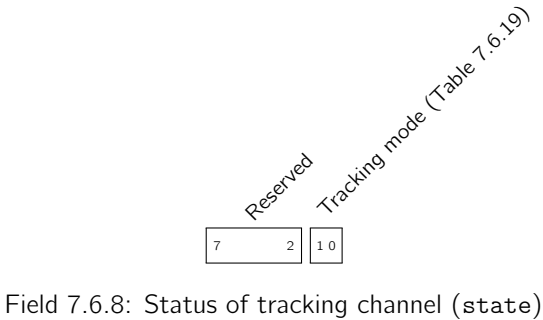 Reserved
Tracking mode (Table 7.6.19)
7 2 1 0
Field 7.6.8: Status of tracking channel (state)